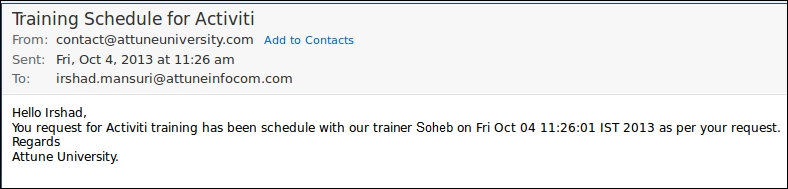 Training Schedule for Activiti
From: contact@attuneuniversity.com Add to Contacts
Sent: Fri, Oct 4, 2013 at 11:26 am
To: irshad.mansuri@attuneinfocom.com
Hello Irshad,
You request for Activiti training has been schedule with our trainer Soheb on Fri Oct 04 11:26:01 IST 2013 as per your request.
Regards
Attune University.